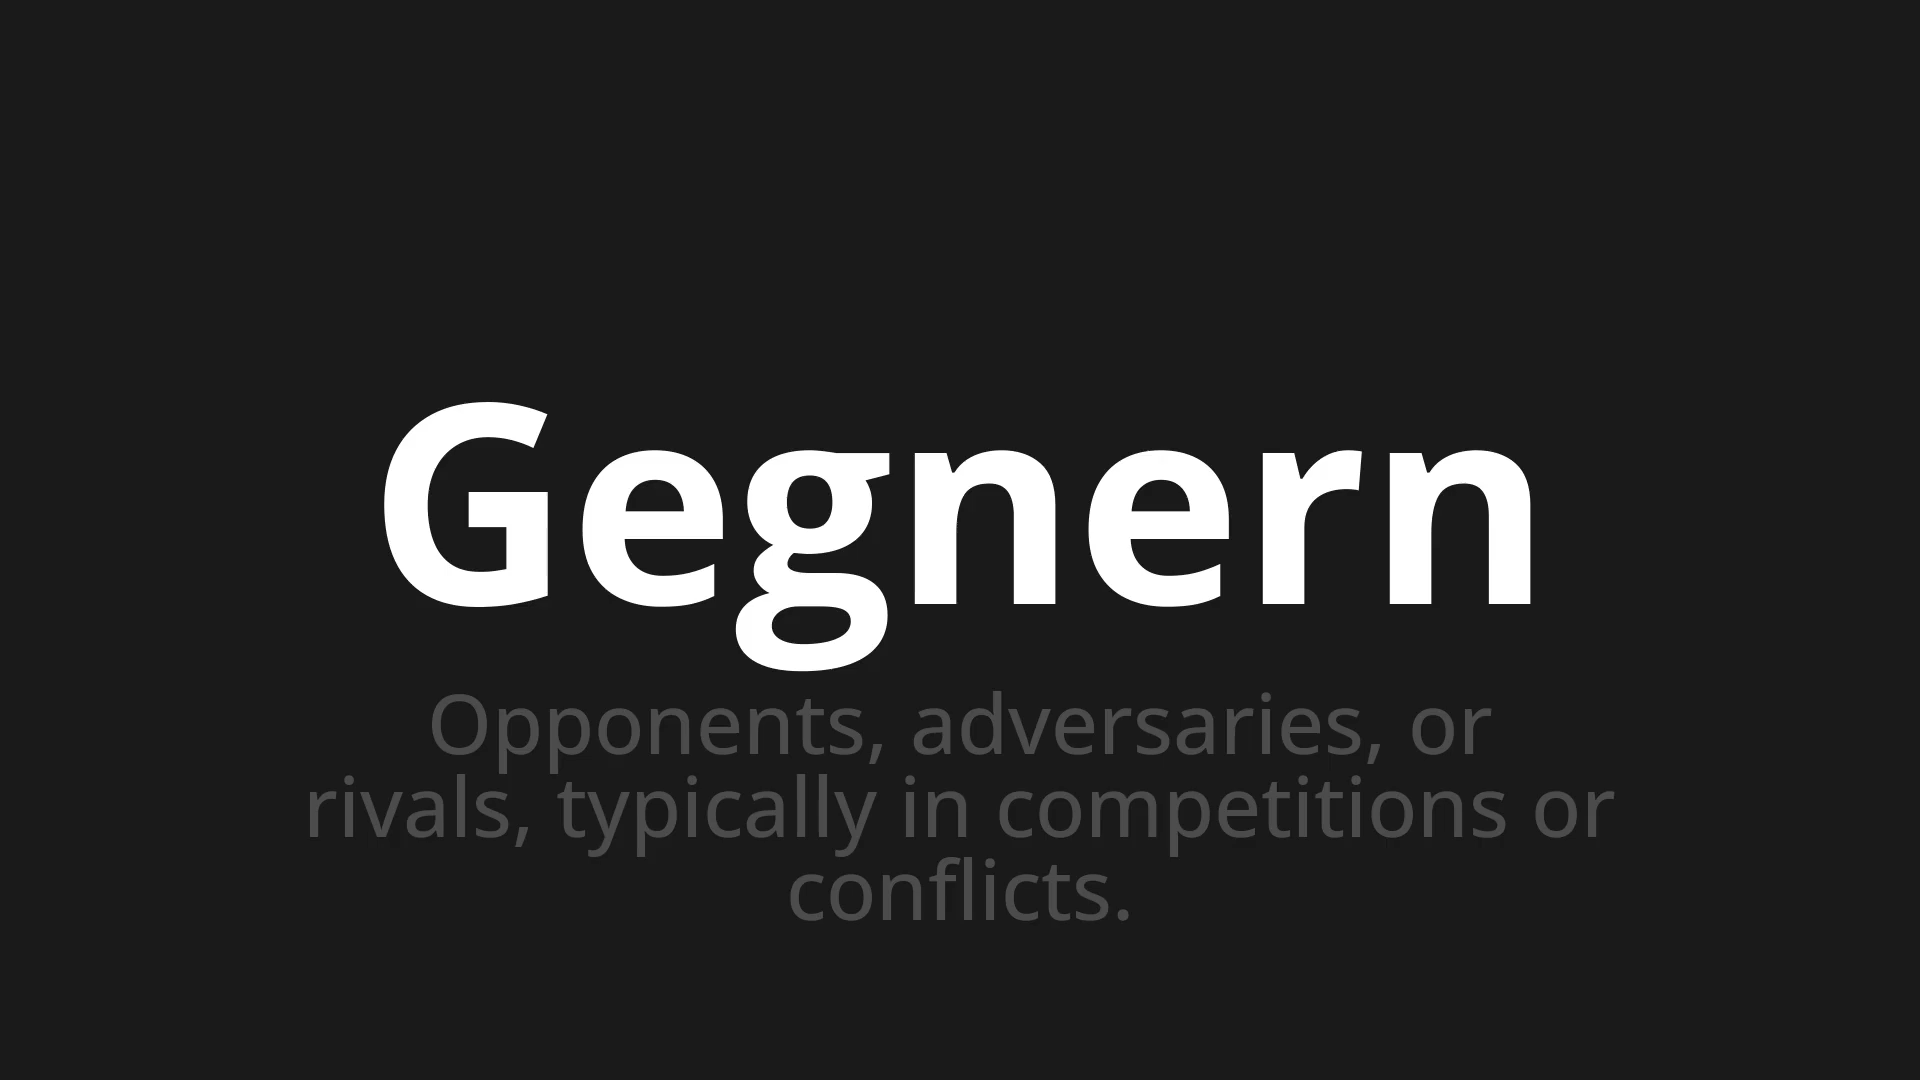 Gegnern
Opponents, adversaries, or
rivals, typically in competitions or
conflicts.